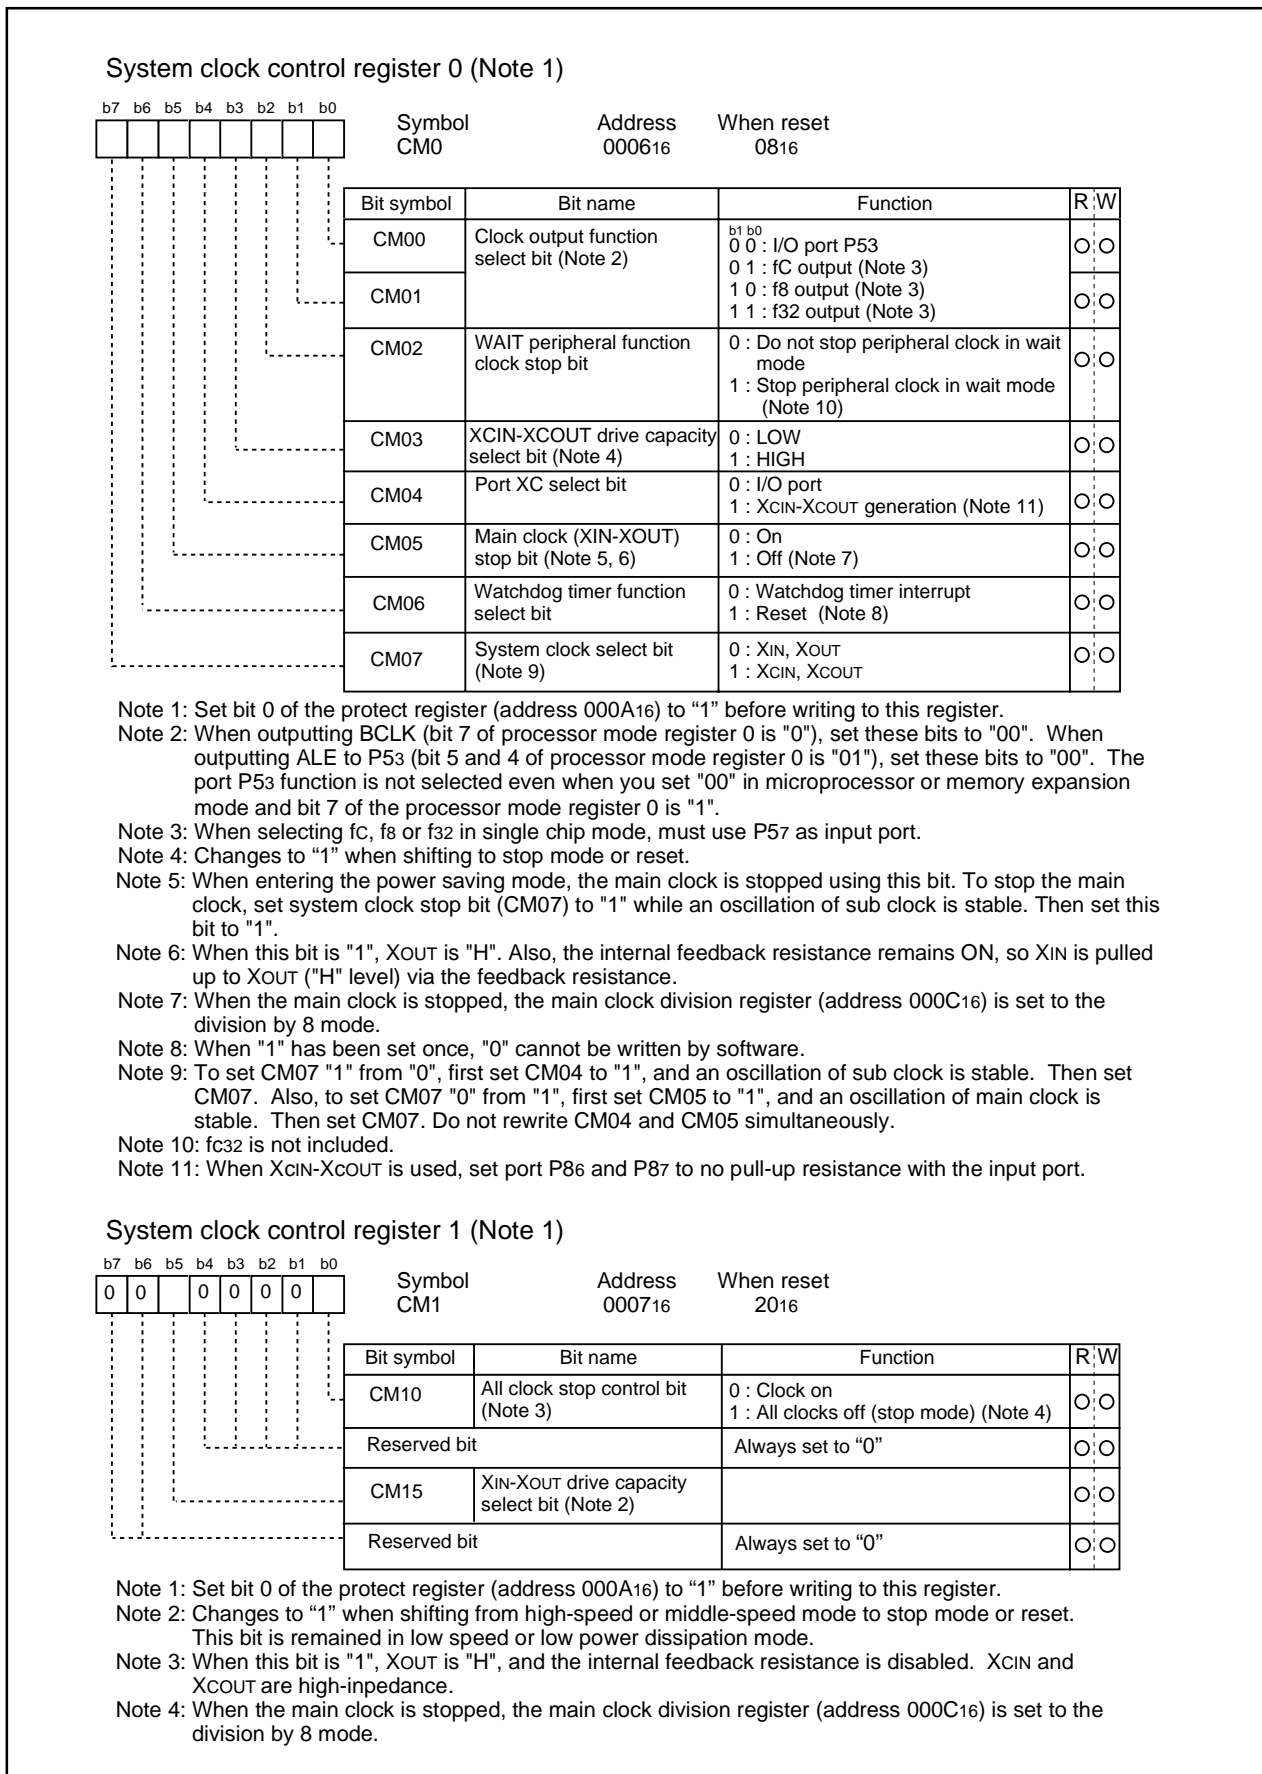 System clock control register 0 (Note 1)
b7 b6 b5 b4 b3 b2 b1 b0
Symbol Address When reset
CM0 000616 0816
Bit symbol Bit name Function R W
CM00 Clock output function select bit (Note 2) b1 b0
0 0 : I/O port P53
0 1 : fC output (Note 3)
CM01 1 0 : f8 output (Note 3)
1 1 : f32 output (Note 3)
CM02 WAIT peripheral function 0 : Do not stop peripheral clock in wait
clock stop bit mode
1 : Stop peripheral clock in wait mode
(Note 10)
CM03 XCIN-XCOUT drive capacity 0 : LOW
select bit (Note 4) 1 : HIGH
CM04 Port XC select bit 0 : I/O port
1 : XCIN-XCOUT generation (Note 11)
CM05 Main clock (XIN-XOUT) 0 : On
stop bit (Note 5, 6) 1 : Off (Note 7)
CM06 Watchdog timer function 0 : Watchdog timer interrupt
select bit 1 : Reset (Note 8)
CM07 System clock select bit 0 : XIN, XOUT
(Note 9) 1 : XCIN, XCOUT
Note 1: Set bit 0 of the protect register (address 000A16) to “1” before writing to this register.
Note 2: When outputting BCLK (bit 7 of processor mode register 0 is "0"), set these bits to "00". When
outputting ALE to P53 (bit 5 and 4 of processor mode register 0 is "01"), set these bits to "00". The
port P53 function is not selected even when you set "00" in microprocessor or memory expansion
mode and bit 7 of the processor mode register 0 is "1".
Note 3: When selecting fC, f8 or f32 in single chip mode, must use P57 as input port.
Note 4: Changes to “1” when shifting to stop mode or reset.
Note 5: When entering the power saving mode, the main clock is stopped using this bit. To stop the main
clock, set system clock stop bit (CM07) to "1" while an oscillation of sub clock is stable. Then set this
bit to "1".
Note 6: When this bit is "1", XOUT is "H". Also, the internal feedback resistance remains ON, so XIN is pulled
up to XOUT ("H" level) via the feedback resistance.
Note 7: When the main clock is stopped, the main clock division register (address 000C16) is set to the
division by 8 mode.
Note 8: When "1" has been set once, "0" cannot be written by software.
Note 9: To set CM07 "1" from "0", first set CM04 to "1", and an oscillation of sub clock is stable. Then set
CM07. Also, to set CM07 "0" from "1", first set CM05 to "1", and an oscillation of main clock is
stable. Then set CM07. Do not rewrite CM04 and CM05 simultaneously.
Note 10: fc32 is not included.
Note 11: When XCIN-XCOUT is used, set port P86 and P87 to no pull-up resistance with the input port.
System clock control register 1 (Note 1)
b7 b6 b5 b4 b3 b2 b1 b0
0 0 0 0 0 0
Symbol Address When reset
CM1 000716 2016
Bit symbol Bit name Function R W
CM10 All clock stop control bit 0 : Clock on
(Note 3) 1 : All clocks off (stop mode) (Note 4)
Reserved bit Always set to “0”
CM15 XIN-XOUT drive capacity
select bit (Note 2)
Reserved bit Always set to “0”
Note 1: Set bit 0 of the protect register (address 000A16) to “1” before writing to this register.
Note 2: Changes to “1” when shifting from high-speed or middle-speed mode to stop mode or reset.
This bit is remained in low speed or low power dissipation mode.
Note 3: When this bit is "1", XOUT is "H", and the internal feedback resistance is disabled. XCIN and
XCOUT are high-inpedance.
Note 4: When the main clock is stopped, the main clock division register (address 000C16) is set to the
division by 8 mode.